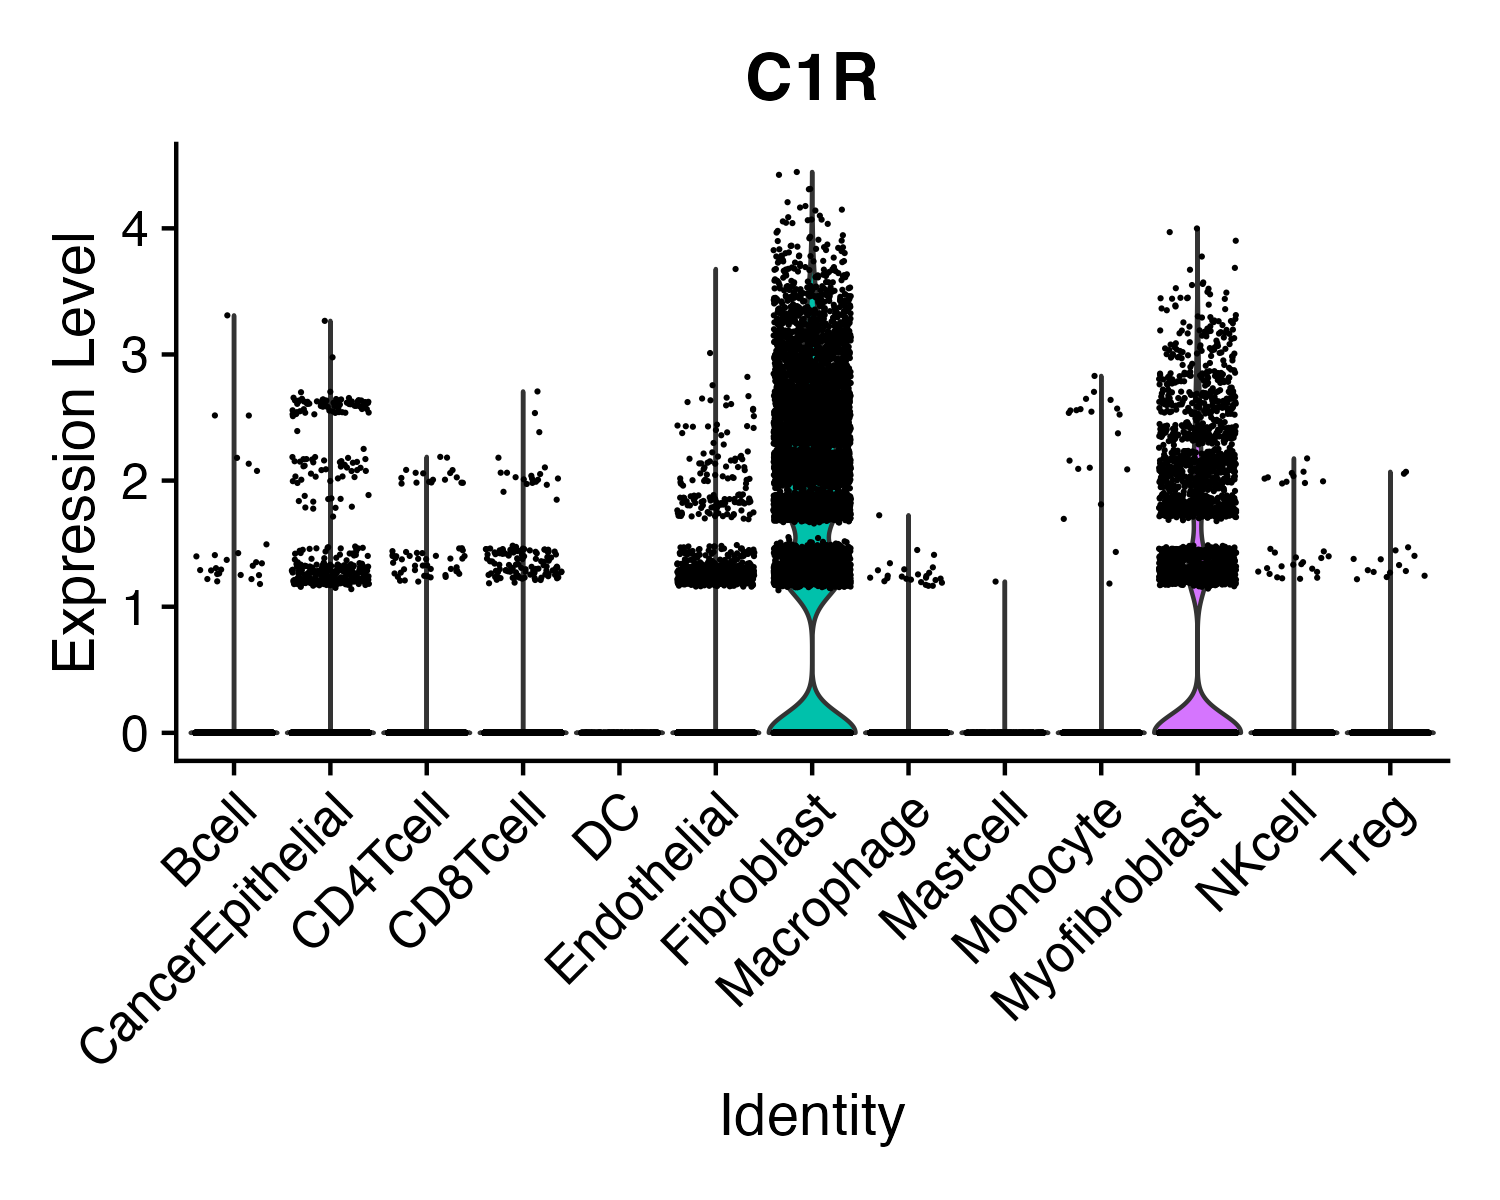 C1R
Expression Level
4
3
2
1
0
Bcell
CancerEpithelial
CD4Tcell
CD8Tcell
DC
Endothelial
Fibroblast
Macrophage
Mastcell
Monocyte
Myofibroblast
NKcell
Treg
Identity